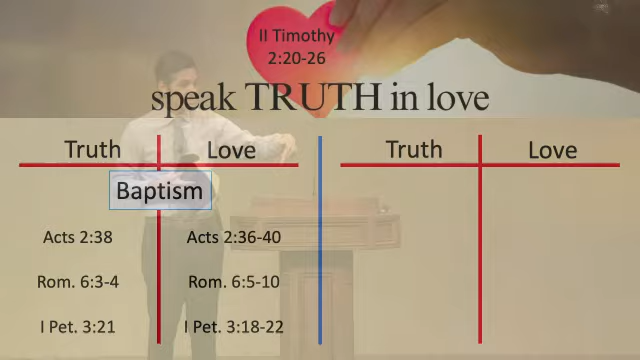 II Timothy
2:20-26
speak TRUTH in love
Truth Love Truth Love
Baptism
Acts 2:38 Acts 2:36-40
Rom. 6:3-4 Rom. 6:5-10
I Pet. 3:21 I Pet. 3:18-22